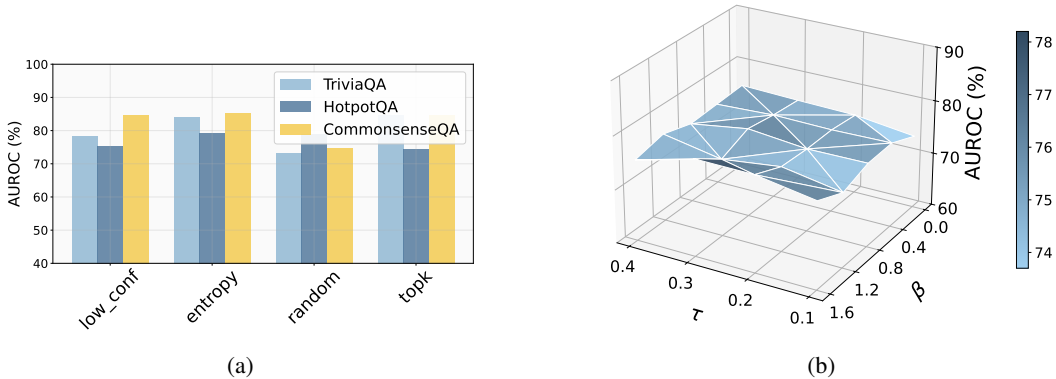 100
90
80
70
60
50
40
AUROC (%)
TriviaQA
HotpotQA
CommonsenseQA
low_conf
entropy
random
topk
(a)
90
80
70
60
AUROC (%)
0.4
0.3
0.2
0.1
τ
0.0
0.4
0.8
1.2
1.6
β
78
77
76
75
74
(b)